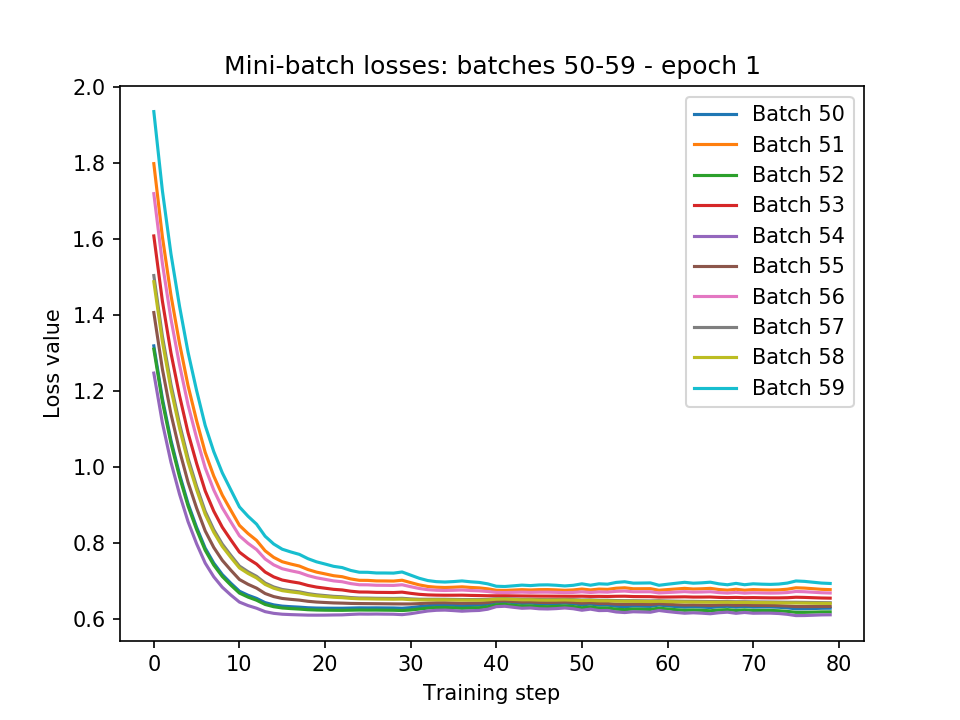 Mini-batch losses: batches 50-59 - epoch 1
2.0
1.8
1.6
1.4
1.2
1.0
0.8
0.6
Loss value
Batch 50
Batch 51
Batch 52
Batch 53
Batch 54
Batch 55
Batch 56
Batch 57
Batch 58
Batch 59
0 10 20 30 40 50 60 70 80
Training step